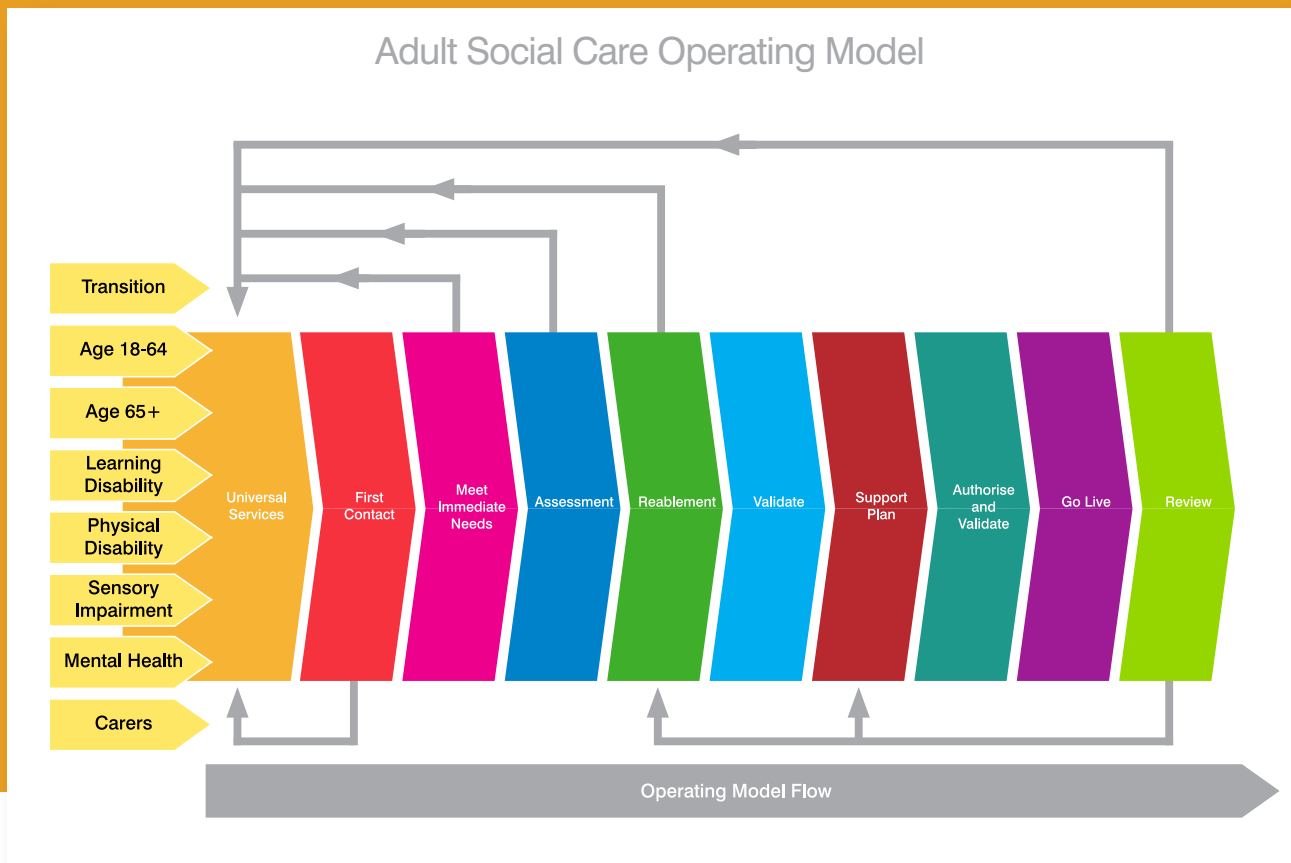 Adult Social Care Operating Model
Transition
Age 18-64
Age 65+
Learning
Disability
Physical
Disability
Sensory
Impairment
Mental Health
Carers
Universal
Services
First
Contact
Meet
Immediate
Needs
Assessment
Reablement
Validate
Support
Plan
Authorise
and
Validate
Go Live
Review
Operating Model Flow